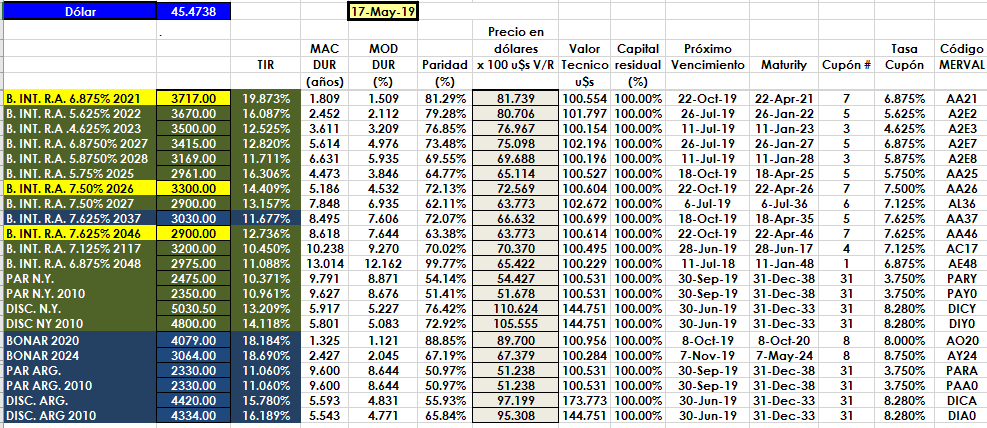 Dólar 45.4738 17-May-19
.
Precio en
MAC MOD dólares Valor Capital Próximo Tasa Código
TIR DUR DUR Paridad x 100 u$s V/R Tecnico residual Vencimiento Maturity Cupón # Cupón MERVAL
(años) (%) (%) u$s (%)
B. INT. R.A. 6.875% 2021 3717.00 19.873% 1.809 1.509 81.29% 81.739 100.554 100.00% 22-Oct-19 22-Apr-21 7 6.875% AA21
B. INT. R.A. 5.625% 2022 3670.00 16.087% 2.452 2.112 79.28% 80.706 101.797 100.00% 26-Jul-19 26-Jan-22 5 5.625% A2E2
B. INT. R.A. 4.625% 2023 3500.00 12.525% 3.611 3.209 76.85% 76.967 100.154 100.00% 11-Jul-19 11-Jan-23 3 4.625% A2E3
B. INT. R.A. 6.8750% 2027 3415.00 12.820% 5.614 4.976 73.48% 75.098 102.196 100.00% 26-Jul-19 26-Jan-27 5 6.875% A2E7
B. INT. R.A. 5.8750% 2028 3169.00 11.711% 6.631 5.935 69.55% 69.688 100.196 100.00% 11-Jul-19 11-Jan-28 3 5.875% A2E8
B. INT. R.A. 5.75% 2025 2961.00 16.306% 4.473 3.846 64.77% 65.114 100.527 100.00% 18-Oct-19 18-Apr-25 5 5.750% AA25
B. INT. R.A. 7.50% 2026 3300.00 14.409% 5.186 4.532 72.13% 72.569 100.604 100.00% 22-Oct-19 22-Apr-26 7 7.500% AA26
B. INT. R.A. 7.50% 2027 2900.00 13.157% 7.848 6.935 62.11% 63.773 102.672 100.00% 6-Jul-19 6-Jul-36 6 7.125% AL36
B. INT. R.A. 7.625% 2037 3030.00 11.677% 8.495 7.606 72.07% 66.632 100.699 100.00% 18-Oct-19 18-Apr-35 5 7.625% AA37
B. INT. R.A. 7.625% 2046 2900.00 12.736% 8.618 7.644 63.38% 63.773 100.614 100.00% 22-Oct-19 22-Apr-46 7 7.625% AA46
B. INT. R.A. 7.125% 2117 3200.00 10.450% 10.238 9.270 70.02% 70.370 100.495 100.00% 28-Jun-19 28-Jun-17 4 7.125% AC17
B. INT. R.A. 6.875% 2048 2975.00 11.088% 13.014 12.162 99.77% 65.422 100.229 100.00% 11-Jul-18 11-Jan-48 1 6.875% AE48
PAR N.Y. 2475.00 10.371% 9.791 8.871 54.14% 54.427 100.531 100.00% 30-Sep-19 31-Dec-38 31 3.750% PARY
PAR N.Y. 2010 2350.00 10.961% 9.627 8.676 51.41% 51.678 100.531 100.00% 30-Sep-19 31-Dec-38 31 3.750% PAY0
DISC. N.Y. 5030.50 13.209% 5.917 5.227 76.42% 110.624 144.751 100.00% 30-Jun-19 31-Dec-33 31 8.280% DICY
DISC NY 2010 4800.00 14.118% 5.801 5.083 72.92% 105.555 144.751 100.00% 30-Jun-19 31-Dec-33 31 8.280% DIY0
BONAR 2020 4079.00 18.184% 1.325 1.121 88.85% 89.700 100.956 100.00% 8-Oct-19 8-Oct-20 8 8.000% AO20
BONAR 2024 3064.00 18.690% 2.427 2.045 67.19% 67.379 100.284 100.00% 7-Nov-19 7-May-24 8 8.750% AY24
PAR ARG. 2330.00 11.060% 9.600 8.644 50.97% 51.238 100.531 100.00% 30-Sep-19 31-Dec-38 31 3.750% PARA
PAR ARG. 2010 2330.00 11.060% 9.600 8.644 50.97% 51.238 100.531 100.00% 30-Sep-19 31-Dec-38 31 3.750% PAA0
DISC. ARG. 4420.00 15.780% 5.593 4.831 55.93% 97.199 173.773 100.00% 30-Jun-19 31-Dec-33 31 8.280% DICA
DISC. ARG 2010 4334.00 16.189% 5.543 4.771 65.84% 95.308 144.751 100.00% 30-Jun-19 31-Dec-33 31 8.280% DIA0